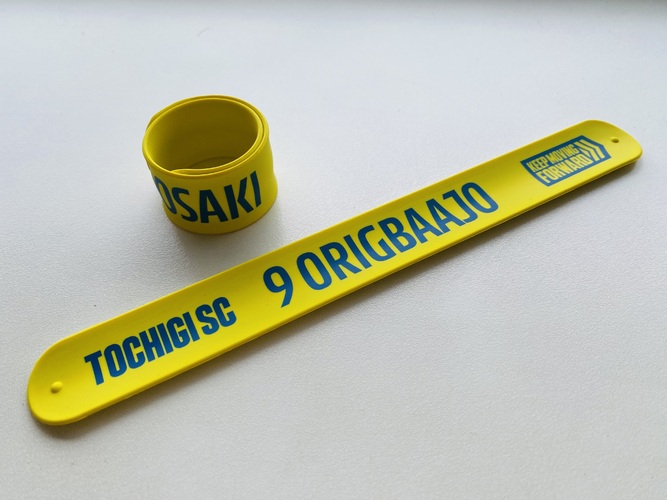 OSAKI
TOCHIGI SC
9 ORIGBAAJO
KEEP MOVING
FORWARD